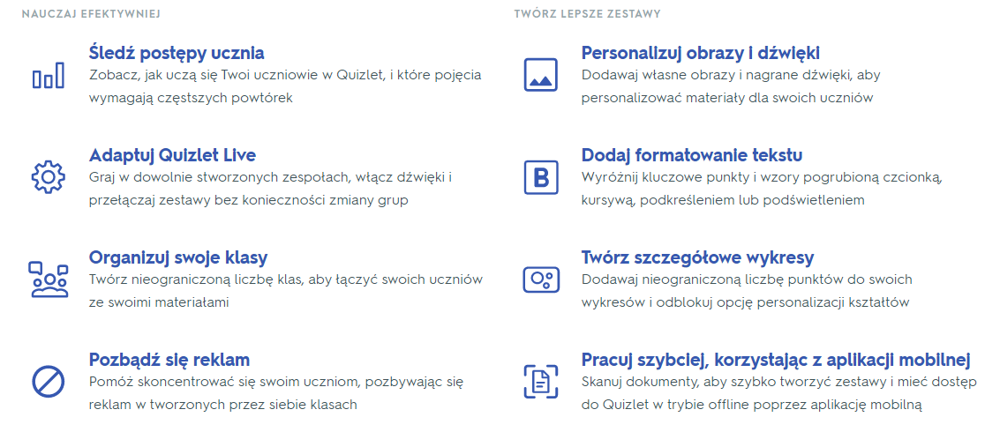 NAUCZAJ EFEKTYWNIEJ
Śledź postępy ucznia
Zobacz, jak uczą się Twoi uczniowie w Quizlet, i które pojęcia
wymagają częstszych powtórek
Adaptuj Quizlet Live
Graj w dowolnie stworzonych zespołach, włącz dźwięki i
przełączaj zestawy bez konieczności zmiany grup
Organizuj swoje klasy
Twórz nieograniczoną liczbę klas, aby łączyć swoich uczniów
ze swoimi materiałami
Pozbądź się reklam
Pomóż skoncentrować się swoim uczniom, pozbywając się
reklam w tworzonych przez siebie klasach
TWÓRZ LEPSZE ZESTAWY
Personalizuj obrazy i dźwięki
Dodawaj własne obrazy i nagrane dźwięki, aby
personalizować materiały dla swoich uczniów
B
Dodaj formatowanie tekstu
Wyróżnij kluczowe punkty i wzory pogrubioną czcionką,
kursywą, podkreśleniem lub podświetleniem
Twórz szczegółowe wykresy
Dodawaj nieograniczoną liczbę punktów do swoich
wykresów i odblokuj opcję personalizacji kształtów
Pracuj szybciej, korzystając z aplikacji mobilnej
Skanuj dokumenty, aby szybko tworzyć zestawy i mieć dostęp
do Quizlet w trybie offline poprzez aplikację mobilną